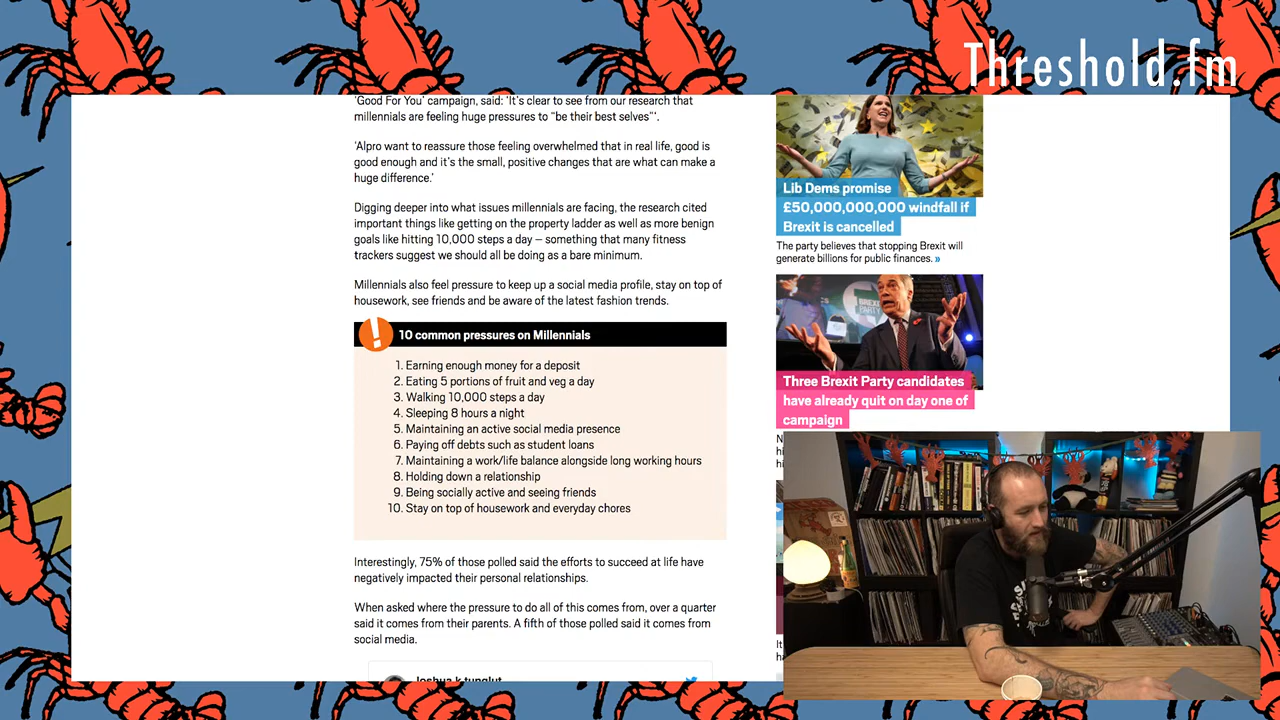 Threshold.fm
'Good For You' campaign, said: 'It's clear to see from our research that
millennials are feeling huge pressures to "be their best selves"'.
'Alpro want to reassure those feeling overwhelmed that in real life, good is
good enough and it's the small, positive changes that are what can make a
huge difference.'
Digging deeper into what issues millennials are facing, the research cited
important things like getting on the property ladder as well as more benign
goals like hitting 10,000 steps a day – something that many fitness
trackers suggest we should all be doing as a bare minimum.
Millennials also feel pressure to keep up a social media profile, stay on top of
housework, see friends and be aware of the latest fashion trends.
10 common pressures on Millennials
1. Earning enough money for a deposit
2. Eating 5 portions of fruit and veg a day
3. Walking 10,000 steps a day
4. Sleeping 8 hours a night
5. Maintaining an active social media presence
6. Paying off debts such as student loans
7. Maintaining a work/life balance alongside long working hours
8. Holding down a relationship
9. Being socially active and seeing friends
10. Stay on top of housework and everyday chores
Interestingly, 75% of those polled said the efforts to succeed at life have
negatively impacted their personal relationships.
When asked where the pressure to do all of this comes from, over a quarter
said it comes from their parents. A fifth of those polled said it comes from
social media.
Joshua k tunglut
Lib Dems promise
£50,000,000,000 windfall if
Brexit is cancelled
The party believes that stopping Brexit will
generate billions for public finances. »
BREXIT
PARTY
Three Brexit Party candidates
have already quit on day one of
campaign